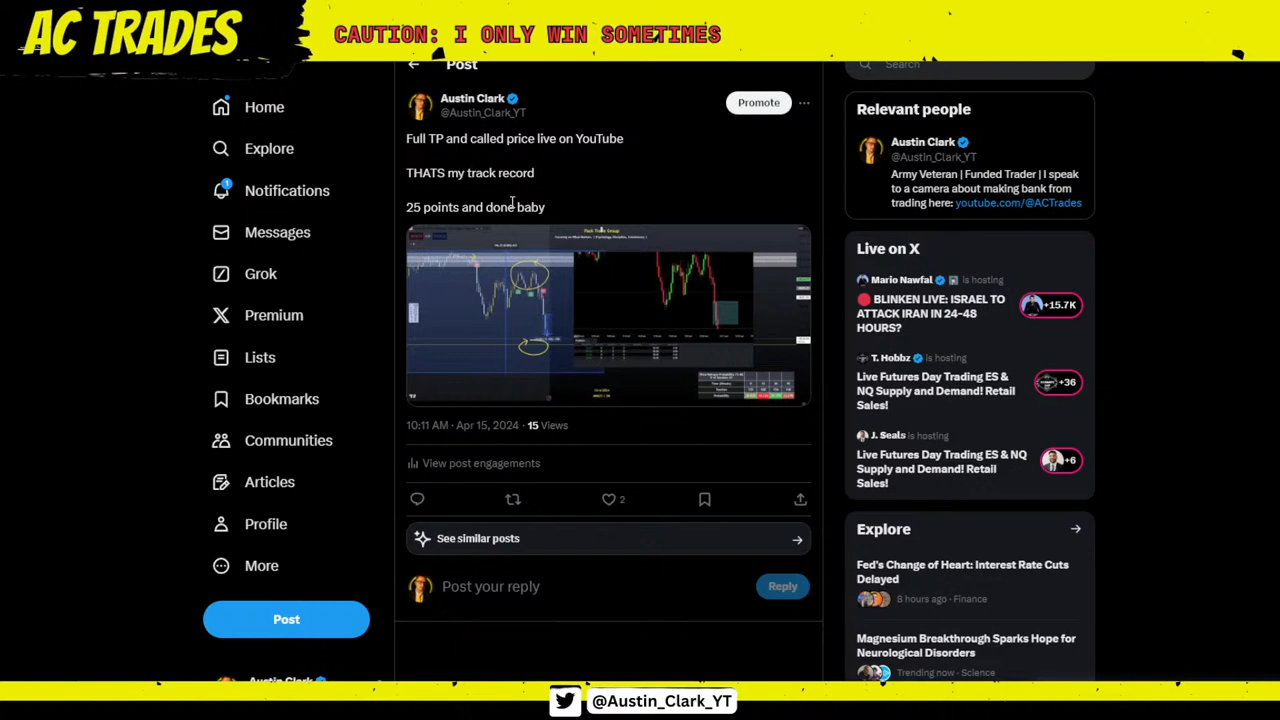 AC TRADES
CAUTION: I ONLY WIN SOMETIMES
Home
Explore
1
Notifications
Messages
Grok
Premium
Lists
Bookmarks
Communities
Articles
Profile
More
Post
Austin Clark
Post
Austin Clark
@Austin_Clark_YT
Promote
Full TP and called price live on YouTube
THATS my track record
25 points and done baby
10:11 AM · Apr 15, 2024 · 15 Views
View post engagements
2
See similar posts
Post your reply
Reply
Search
Relevant people
Austin Clark
@Austin_Clark_YT
Army Veteran | Funded Trader | I speak
to a camera about making bank from
trading here: youtube.com/@ACTrades
Live on X
Mario Nawfal is hosting
BLINKEN LIVE: ISRAEL TO
ATTACK IRAN IN 24-48
HOURS?
+15.7K
T. Hobbz is hosting
Live Futures Day Trading ES &
NQ Supply and Demand! Retail
Sales!
+36
J. Seals is hosting
Live Futures Day Trading ES & NQ
Supply and Demand! Retail
Sales!
+6
Explore
Fed's Change of Heart: Interest Rate Cuts
Delayed
8 hours ago · Finance
Magnesium Breakthrough Sparks Hope for
Neurological Disorders
Trending now · Science
@Austin_Clark_YT